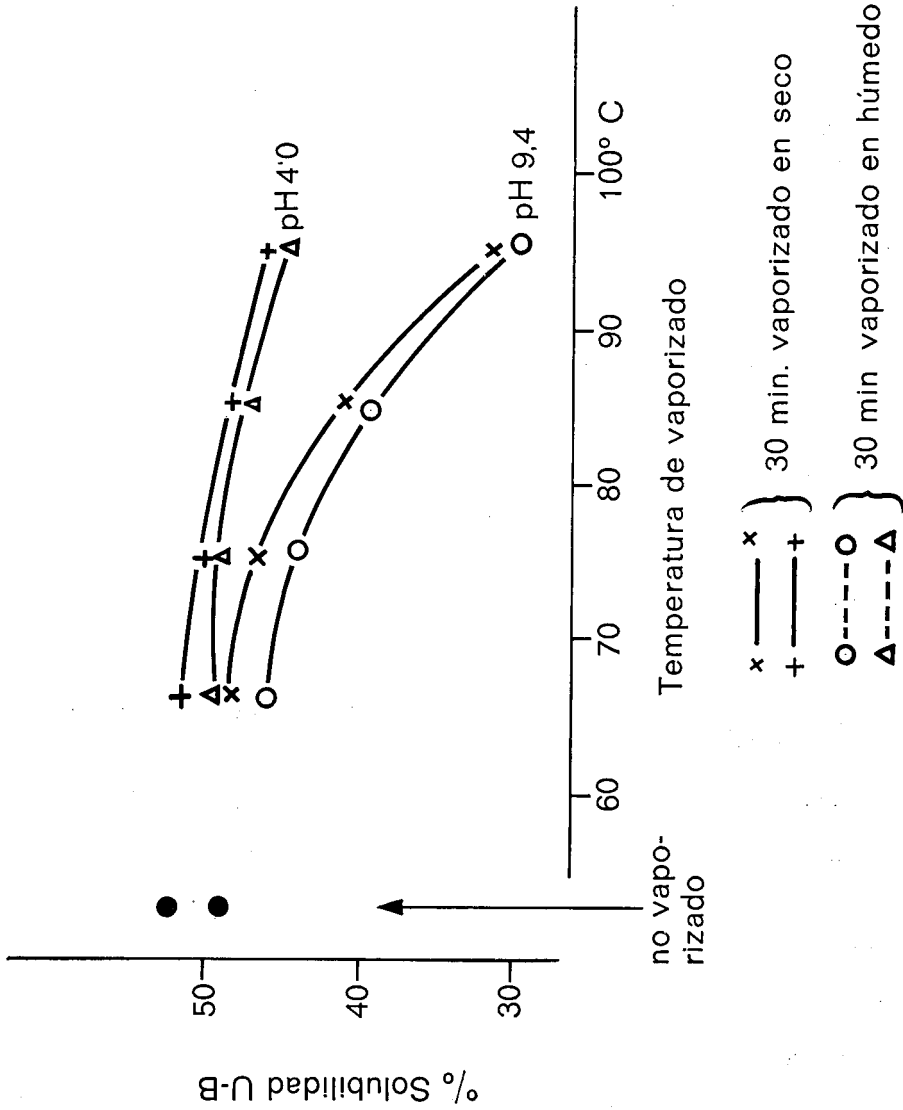 % Solubilidad U-B
50
40
30
pH 4'0
pH 9,4
no vapo-
rizado
60
70
80
90
100° C
Temperatura de vaporizado
x x
+ +
30 min. vaporizado en seco
O O
Δ Δ
30 min vaporizado en húmedo